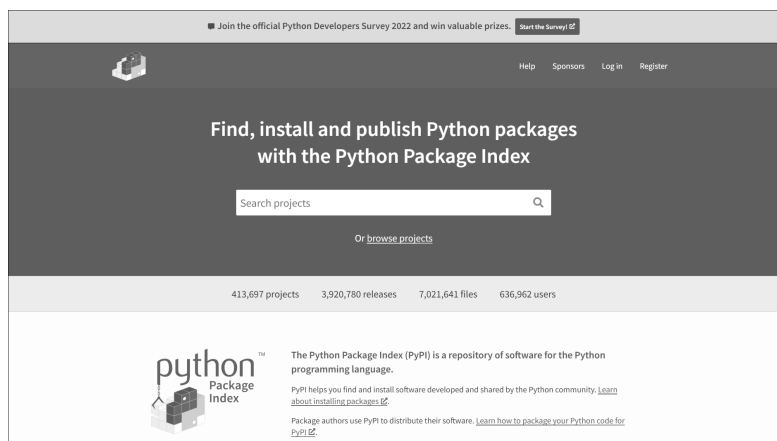 Join the official Python Developers Survey 2022 and win valuable prizes. Start the Survey!
Help Sponsors Log in Register
Find, install and publish Python packages
with the Python Package Index
Search projects
Or browse projects
413,697 projects 3,920,780 releases 7,021,641 files 636,962 users
python™
Package
Index
The Python Package Index (PyPI) is a repository of software for the Python
programming language.
PyPI helps you find and install software developed and shared by the Python community. Learn
about installing packages.
Package authors use PyPI to distribute their software. Learn how to package your Python code for
PyPI.